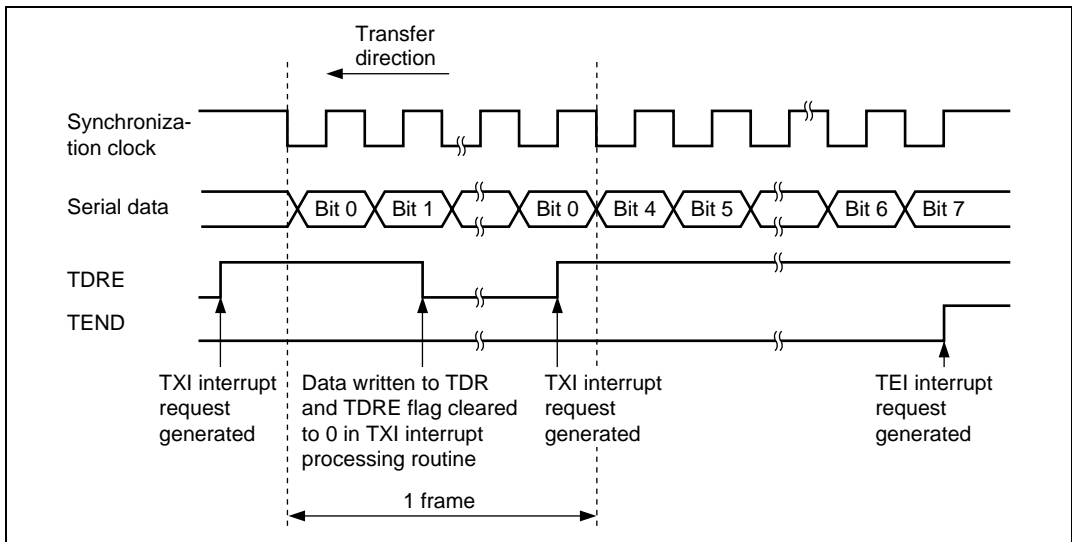 Transfer
direction
Synchroniza-
tion clock
Serial data
Bit 0
Bit 1
Bit 0
Bit 4
Bit 5
Bit 6
Bit 7
TDRE
TEND
TXI interrupt
request
generated
Data written to TDR
and TDRE flag cleared
to 0 in TXI interrupt
processing routine
TXI interrupt
request
generated
TEI interrupt
request
generated
1 frame